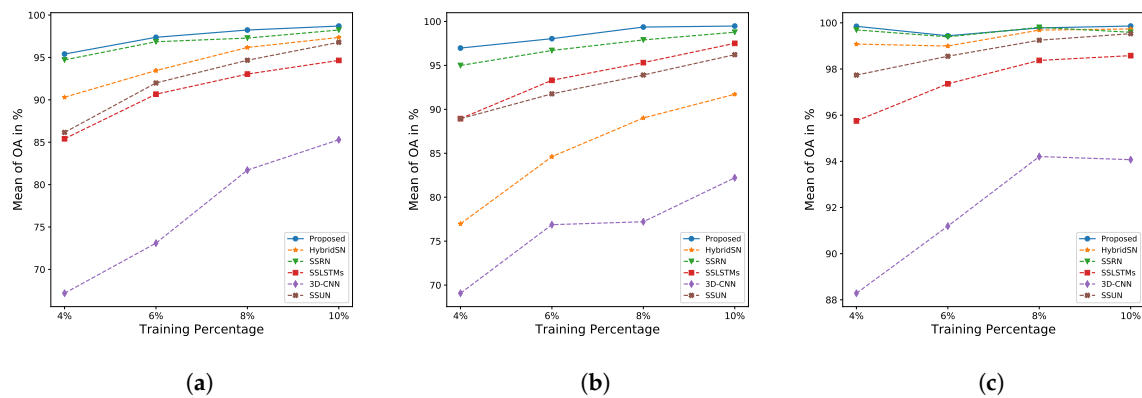 100
95
90
85
80
75
70
Mean of OA in %
4%
6%
8%
10%
Training Percentage
Proposed
HybridSN
SSRN
SSLSTMs
3D-CNN
SSUN
(a)
100
95
90
85
80
75
70
Mean of OA in %
4%
6%
8%
10%
Training Percentage
Proposed
HybridSN
SSRN
SSLSTMs
3D-CNN
SSUN
(b)
100
98
96
94
92
90
88
Mean of OA in %
4%
6%
8%
10%
Training Percentage
Proposed
HybridSN
SSRN
SSLSTMs
3D-CNN
SSUN
(c)